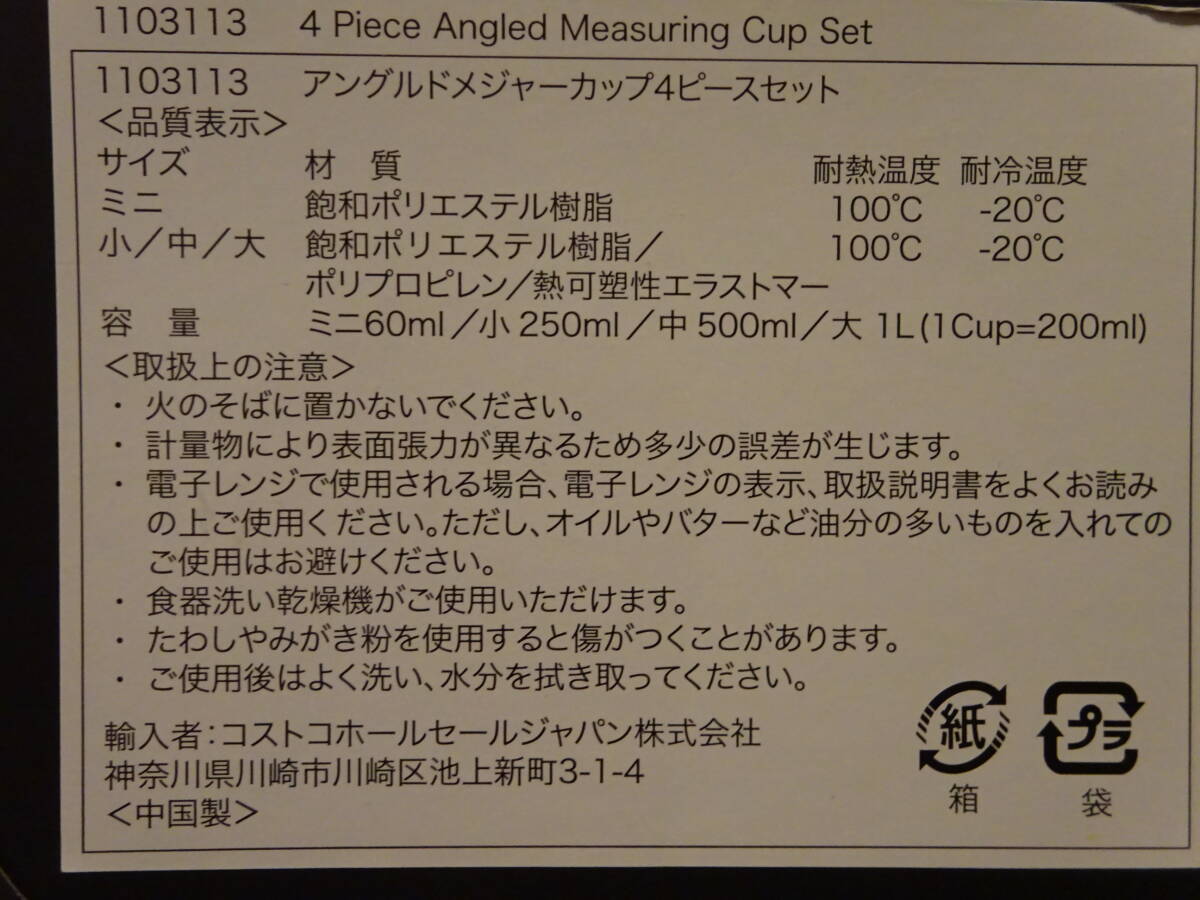 1103113 4 Piece Angled Measuring Cup Set
1103113 アングルドメジャーカップ4ピースセット
＜品質表示＞
サイズ 材 質 耐熱温度 耐冷温度
ミニ 飽和ポリエステル樹脂 100℃ -20℃
小／中／大 飽和ポリエステル樹脂／ 100℃ -20℃
ポリプロピレン／熱可塑性エラストマー
容 量 ミニ60ml／小 250ml／中 500ml／大 1L(1Cup=200ml)
＜取扱上の注意＞
・ 火のそばに置かないでください。
・ 計量物により表面張力が異なるため多少の誤差が生じます。
・ 電子レンジで使用される場合、電子レンジの表示、取扱説明書をよくお読み
の上ご使用ください。ただし、オイルやバターなど油分の多いものを入れての
ご使用はお避けください。
・ 食器洗い乾燥機がご使用いただけます。
・ たわしやみがき粉を使用すると傷がつくことがあります。
・ ご使用後はよく洗い、水分を拭き取ってください。
輸入者：コストコホールセールジャパン株式会社
神奈川県川崎市川崎区池上新町3-1-4
＜中国製＞
紙 プラ
箱 袋